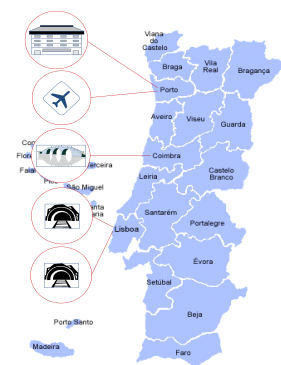 Viana
do
Castelo
Braga
Vila
Real
Bragança
Porto
Aveiro
Viseu
Guarda
Coimbra
Leiria
Castelo
Branco
São Miguel
Santarém
Portalegre
Lisboa
Évora
Setúbal
Beja
Faro
Porto Santo
Madeira